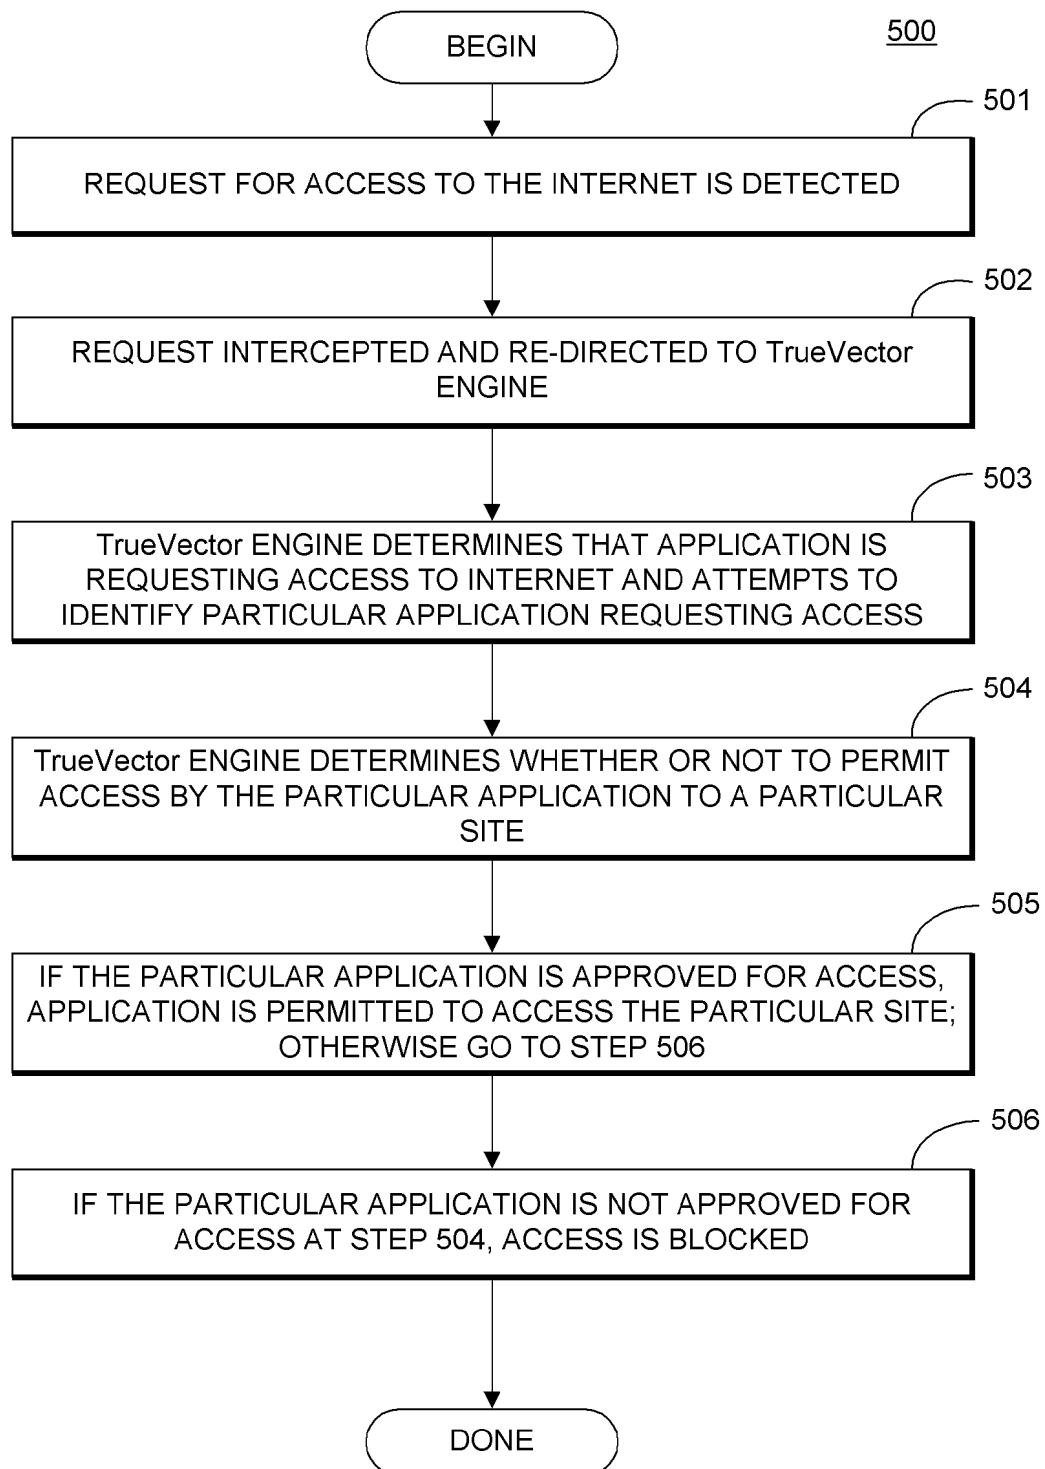 BEGIN
500
501
REQUEST FOR ACCESS TO THE INTERNET IS DETECTED
502
REQUEST INTERCEPTED AND RE-DIRECTED TO TrueVector
ENGINE
503
TrueVector ENGINE DETERMINES THAT APPLICATION IS
REQUESTING ACCESS TO INTERNET AND ATTEMPTS TO
IDENTIFY PARTICULAR APPLICATION REQUESTING ACCESS
504
TrueVector ENGINE DETERMINES WHETHER OR NOT TO PERMIT
ACCESS BY THE PARTICULAR APPLICATION TO A PARTICULAR
SITE
505
IF THE PARTICULAR APPLICATION IS APPROVED FOR ACCESS,
APPLICATION IS PERMITTED TO ACCESS THE PARTICULAR SITE;
OTHERWISE GO TO STEP 506
506
IF THE PARTICULAR APPLICATION IS NOT APPROVED FOR
ACCESS AT STEP 504, ACCESS IS BLOCKED
DONE